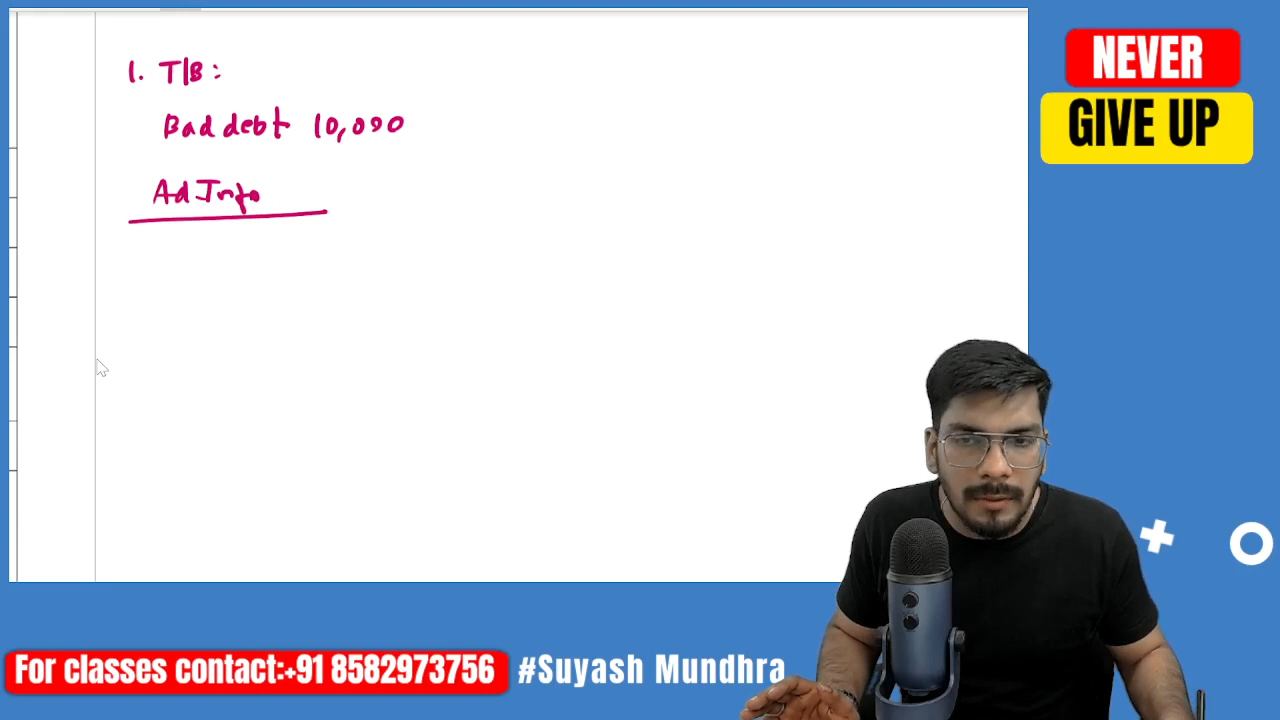 1. T/B:
Bad debt 10,000
Ad Info
NEVER
GIVE UP
For classes contact:+91 8582973756 #Suyash Mundhra